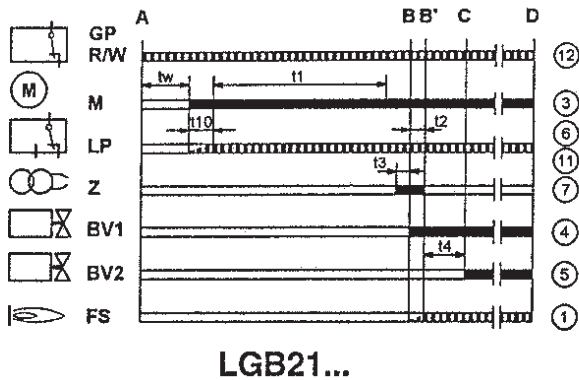 A B B' C D
GP
R/W 12
tw t1
M M 3
t10 t2 6
LP 11
t3
Z 7
BV1 4
t4
BV2 5
FS 1
LGB21...